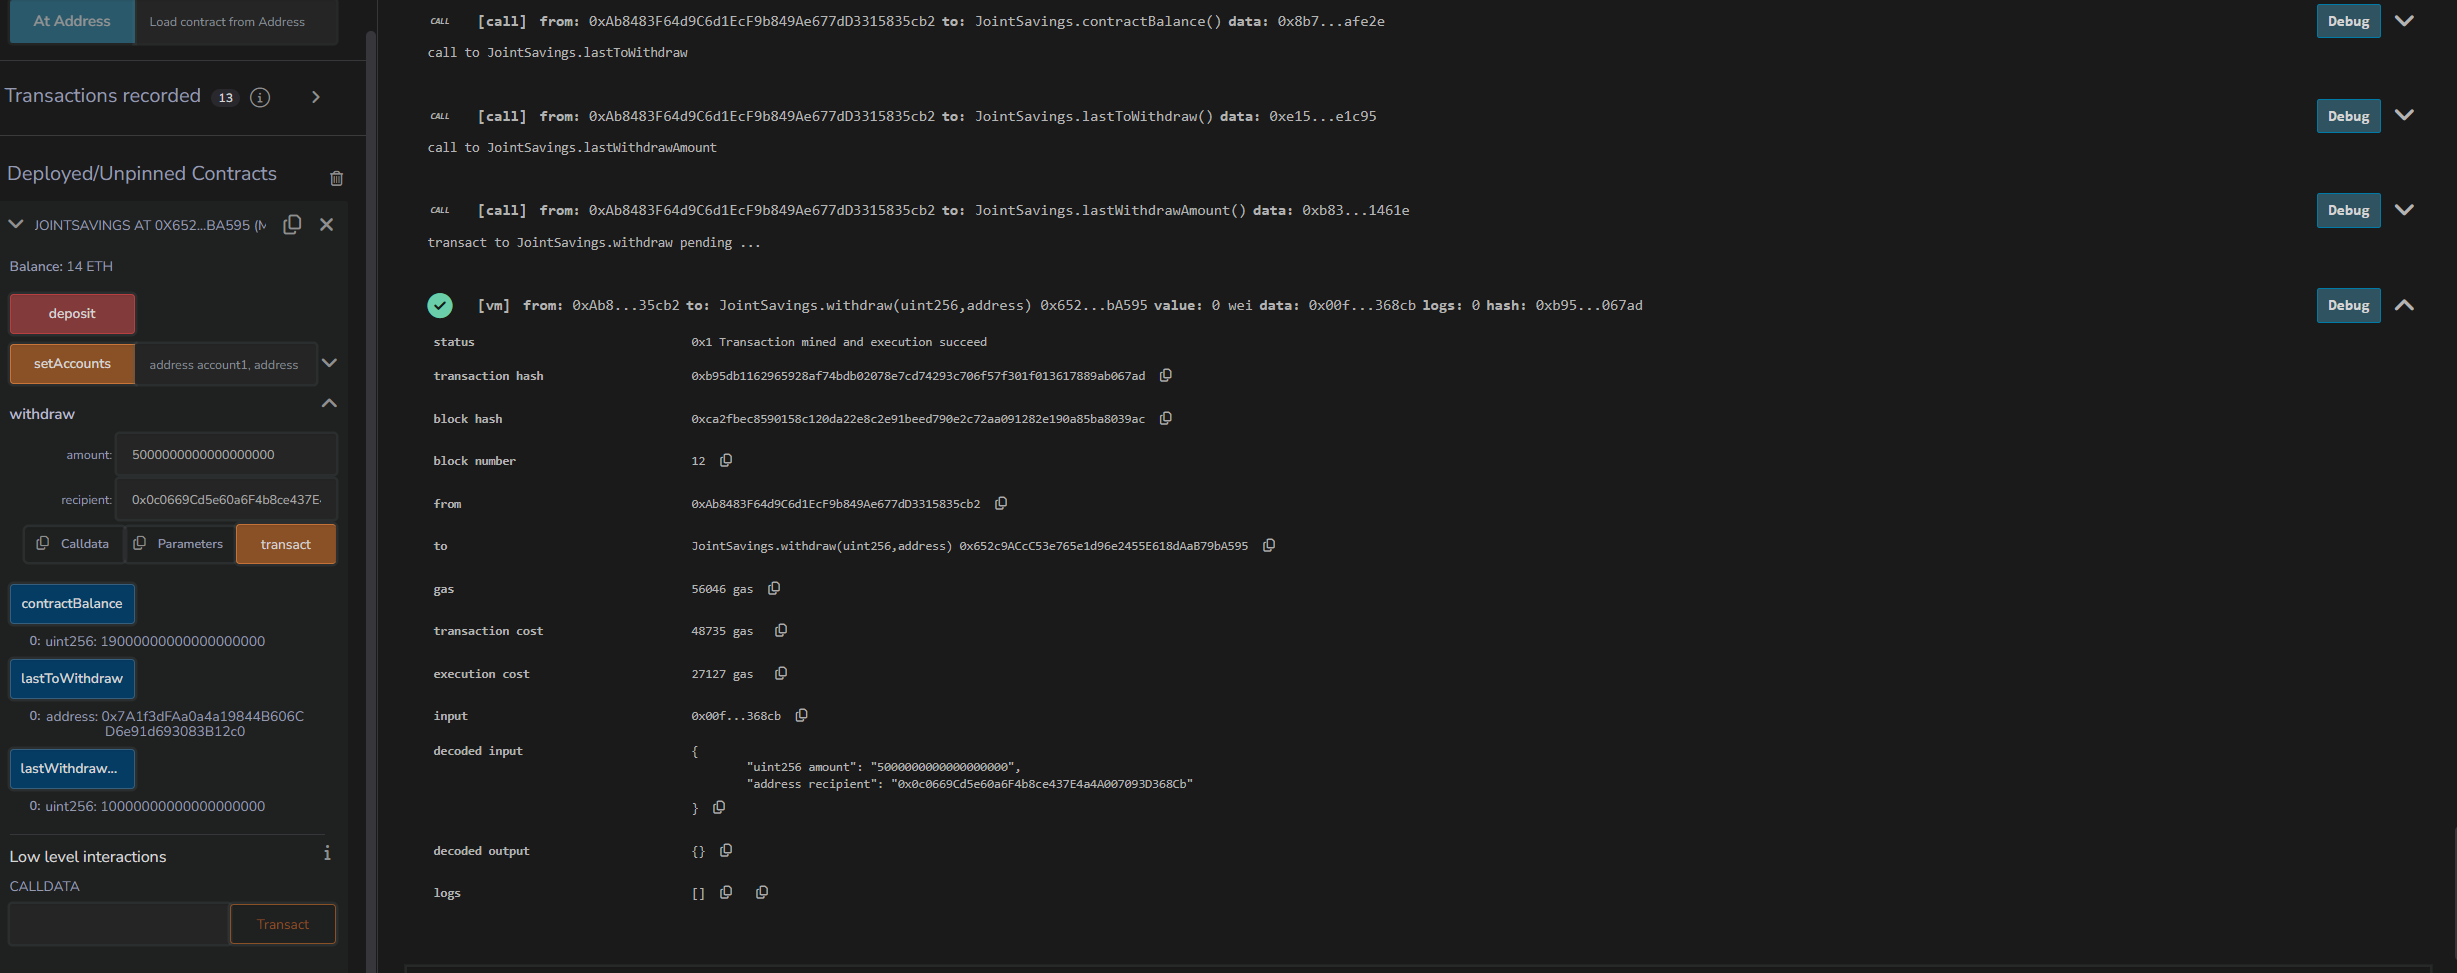 At Address
Load contract from Address
Transactions recorded 13
Deployed/Unpinned Contracts
JOINTSAVINGS AT 0X652...BA595 (M
Balance: 14 ETH
deposit
setAccounts
address account1, address
withdraw
amount: 5000000000000000000
recipient: 0x0c0669Cd5e60a6F4b8ce437E
Calldata
Parameters
transact
contractBalance
0: uint256: 19000000000000000000
lastToWithdraw
0: address: 0x7A1f3dFAa0a4a19844B606C
D6e91d693083B12c0
lastWithdraw...
0: uint256: 10000000000000000000
Low level interactions
i
CALLDATA
Transact
CALL [call] from: 0xAb8483F64d9C6d1EcF9b849Ae677dD3315835cb2 to: JointSavings.contractBalance() data: 0x8b7...afe2e
Debug
call to JointSavings.lastToWithdraw
CALL [call] from: 0xAb8483F64d9C6d1EcF9b849Ae677dD3315835cb2 to: JointSavings.lastToWithdraw() data: 0xe15...e1c95
Debug
call to JointSavings.lastWithdrawAmount
CALL [call] from: 0xAb8483F64d9C6d1EcF9b849Ae677dD3315835cb2 to: JointSavings.lastWithdrawAmount() data: 0xb83...1461e
Debug
transact to JointSavings.withdraw pending ...
[vm] from: 0xAb8...35cb2 to: JointSavings.withdraw(uint256,address) 0x652...bA595 value: 0 wei data: 0x00f...368cb logs: 0 hash: 0xb95...067ad
Debug
status 0x1 Transaction mined and execution succeed
transaction hash 0xb95db1162965928af74bdb02078e7cd74293c706f57f301f013617889ab067ad
block hash 0xca2fbec8590158c120da22e8c2e91beed790e2c72aa091282e190a85ba8039ac
block number 12
from 0xAb8483F64d9C6d1EcF9b849Ae677dD3315835cb2
to JointSavings.withdraw(uint256,address) 0x652c9ACcC53e765e1d96e2455E618dAaB79bA595
gas 56046 gas
transaction cost 48735 gas
execution cost 27127 gas
input 0x00f...368cb
decoded input {
"uint256 amount": "5000000000000000000",
"address recipient": "0x0c0669Cd5e60a6F4b8ce437E4a4A007093D368Cb"
}
decoded output {}
logs []